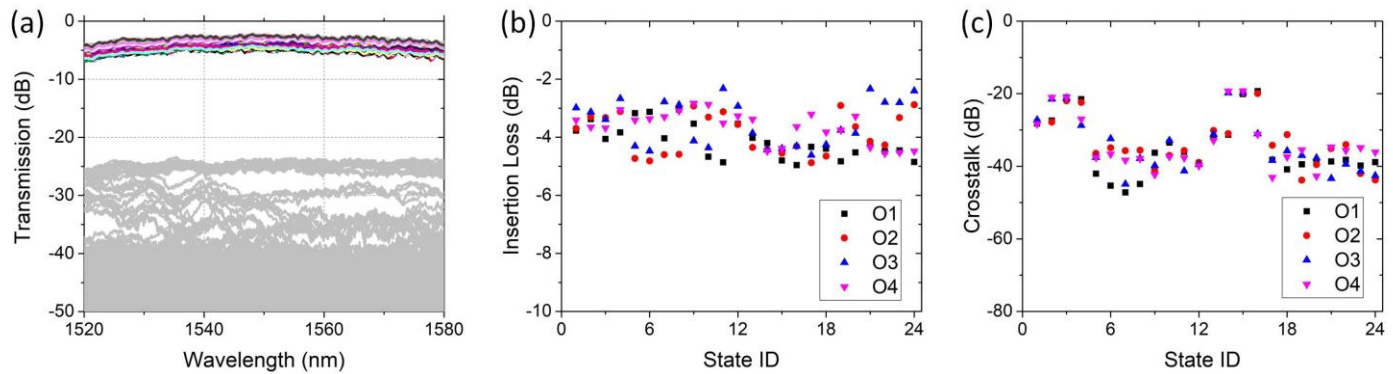 (a)
Transmission (dB)
0
-10
-20
-30
-40
-50
1520
1540
1560
1580
Wavelength (nm)
(b)
Insertion Loss (dB)
0
-2
-4
-6
-8
-10
0
6
12
18
24
State ID
O1
O2
O3
O4
(c)
Crosstalk (dB)
0
-20
-40
-60
-80
0
6
12
18
24
State ID
O1
O2
O3
O4